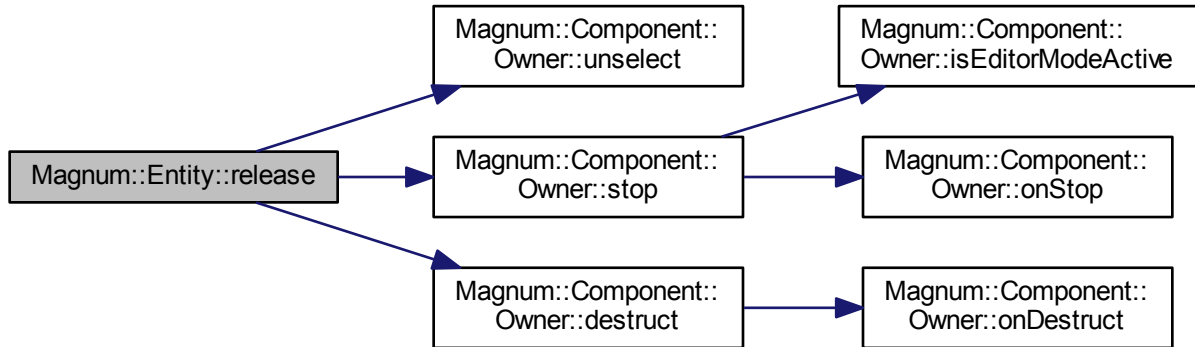 Magnum::Component::
Owner::unselect
Magnum::Component::
Owner::isEditorModeActive
Magnum::Entity::release
Magnum::Component::
Owner::stop
Magnum::Component::
Owner::onStop
Magnum::Component::
Owner::destruct
Magnum::Component::
Owner::onDestruct